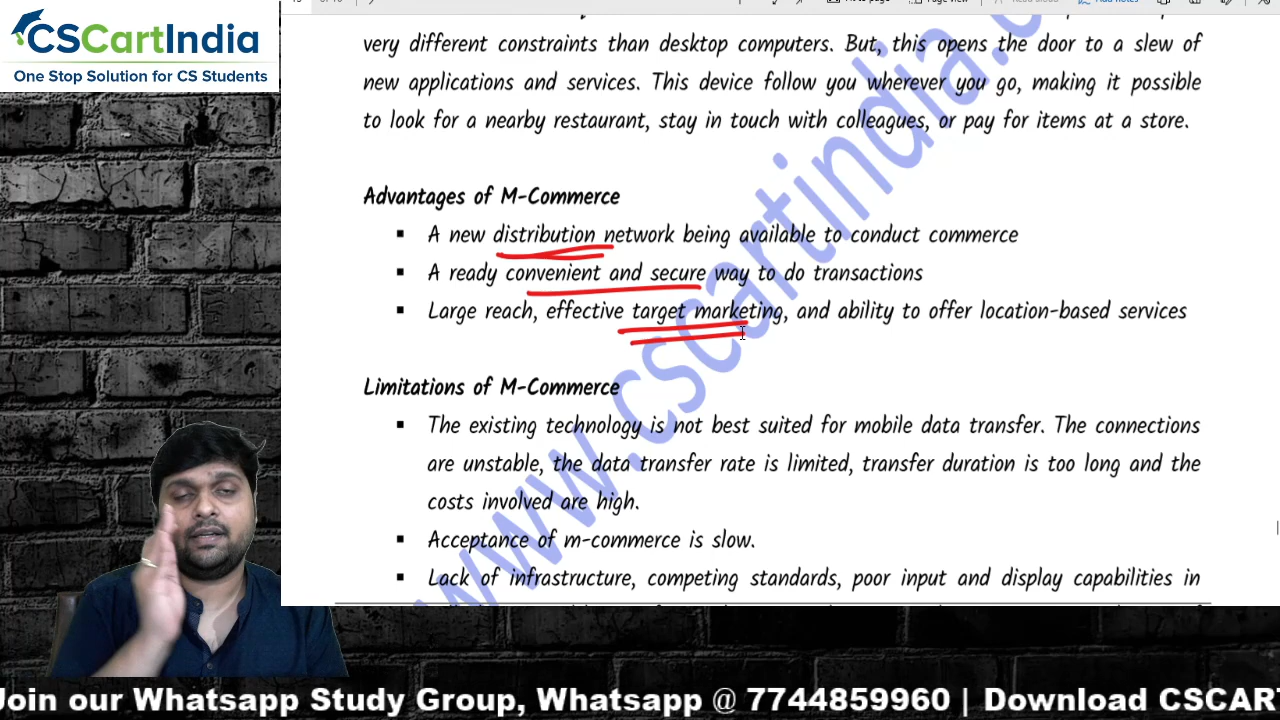 CSCartIndia
One Stop Solution for CS Students
Page view
Add notes
very different constraints than desktop computers. But, this opens the door to a slew of
new applications and services. This device follow you wherever you go, making it possible
to look for a nearby restaurant, stay in touch with colleagues, or pay for items at a store.
Advantages of M-Commerce
▪ A new distribution network being available to conduct commerce
▪ A ready convenient and secure way to do transactions
▪ Large reach, effective target marketing, and ability to offer location-based services
Limitations of M-Commerce
▪ The existing technology is not best suited for mobile data transfer. The connections
are unstable, the data transfer rate is limited, transfer duration is too long and the
costs involved are high.
▪ Acceptance of m-commerce is slow.
▪ Lack of infrastructure, competing standards, poor input and display capabilities in
www.cscartindia.c
Join our Whatsapp Study Group, Whatsapp @ 7744859960 | Download CSCART